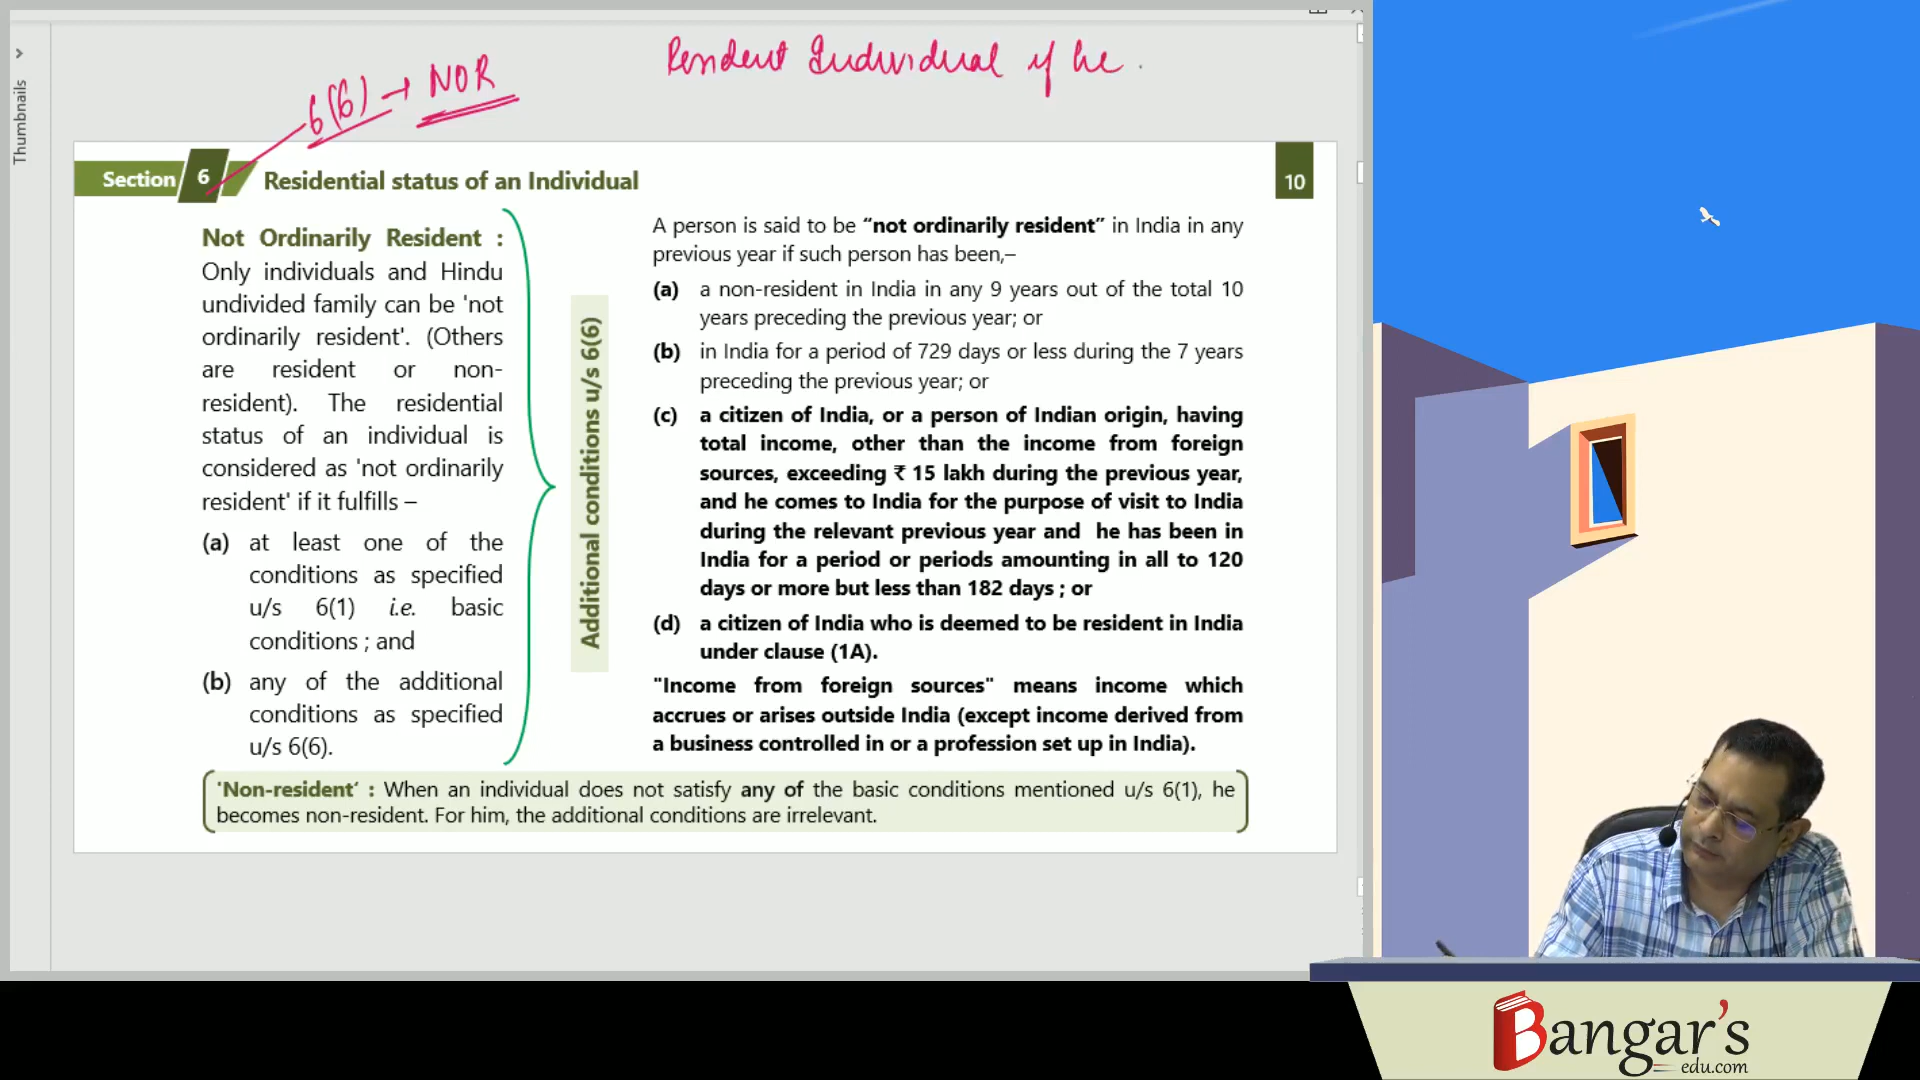 Resident Individual if he
6(6) → NOR
Thumbnails
Section 6 Residential status of an Individual
10
Not Ordinarily Resident :
Only individuals and Hindu
undivided family can be 'not
ordinarily resident'. (Others
are resident or non-
resident). The residential
status of an individual is
considered as 'not ordinarily
resident' if it fulfills –
(a) at least one of the
conditions as specified
u/s 6(1) i.e. basic
conditions ; and
(b) any of the additional
conditions as specified
u/s 6(6).
Additional conditions u/s 6(6)
A person is said to be “not ordinarily resident” in India in any
previous year if such person has been,–
(a) a non-resident in India in any 9 years out of the total 10
years preceding the previous year; or
(b) in India for a period of 729 days or less during the 7 years
preceding the previous year; or
(c) a citizen of India, or a person of Indian origin, having
total income, other than the income from foreign
sources, exceeding ₹ 15 lakh during the previous year,
and he comes to India for the purpose of visit to India
during the relevant previous year and he has been in
India for a period or periods amounting in all to 120
days or more but less than 182 days ; or
(d) a citizen of India who is deemed to be resident in India
under clause (1A).
"Income from foreign sources" means income which
accrues or arises outside India (except income derived from
a business controlled in or a profession set up in India).
'Non-resident' : When an individual does not satisfy any of the basic conditions mentioned u/s 6(1), he
becomes non-resident. For him, the additional conditions are irrelevant.
Bangar's
edu.com